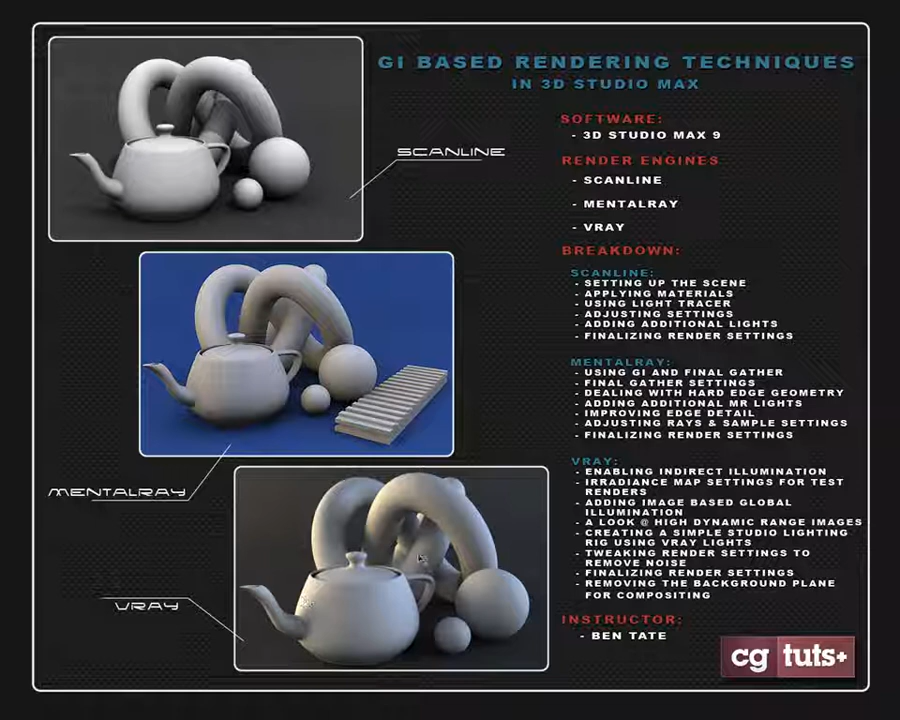 GI BASED RENDERING TECHNIQUES
IN 3D STUDIO MAX
SCANLINE
SOFTWARE:
- 3D STUDIO MAX 9
RENDER ENGINES
- SCANLINE
- MENTALRAY
- VRAY
BREAKDOWN:
SCANLINE:
- SETTING UP THE SCENE
- APPLYING MATERIALS
- USING LIGHT TRACER
- ADJUSTING SETTINGS
- ADDING ADDITIONAL LIGHTS
- FINALIZING RENDER SETTINGS
MENTALRAY:
- USING GI AND FINAL GATHER
- FINAL GATHER SETTINGS
- DEALING WITH HARD EDGE GEOMETRY
- ADDING ADDITIONAL MR LIGHTS
- IMPROVING EDGE DETAIL
- ADJUSTING RAYS & SAMPLE SETTINGS
- FINALIZING RENDER SETTINGS
MENTALRAY
VRAY:
- ENABLING INDIRECT ILLUMINATION
- IRRADIANCE MAP SETTINGS FOR TEST
RENDERS
- ADDING IMAGE BASED GLOBAL
ILLUMINATION
- A LOOK @ HIGH DYNAMIC RANGE IMAGES
- CREATING A SIMPLE STUDIO LIGHTING
RIG USING VRAY LIGHTS
- TWEAKING RENDER SETTINGS TO
REMOVE NOISE
- FINALIZING RENDER SETTINGS
- REMOVING THE BACKGROUND PLANE
FOR COMPOSITING
VRAY
INSTRUCTOR:
- BEN TATE
cg tuts+